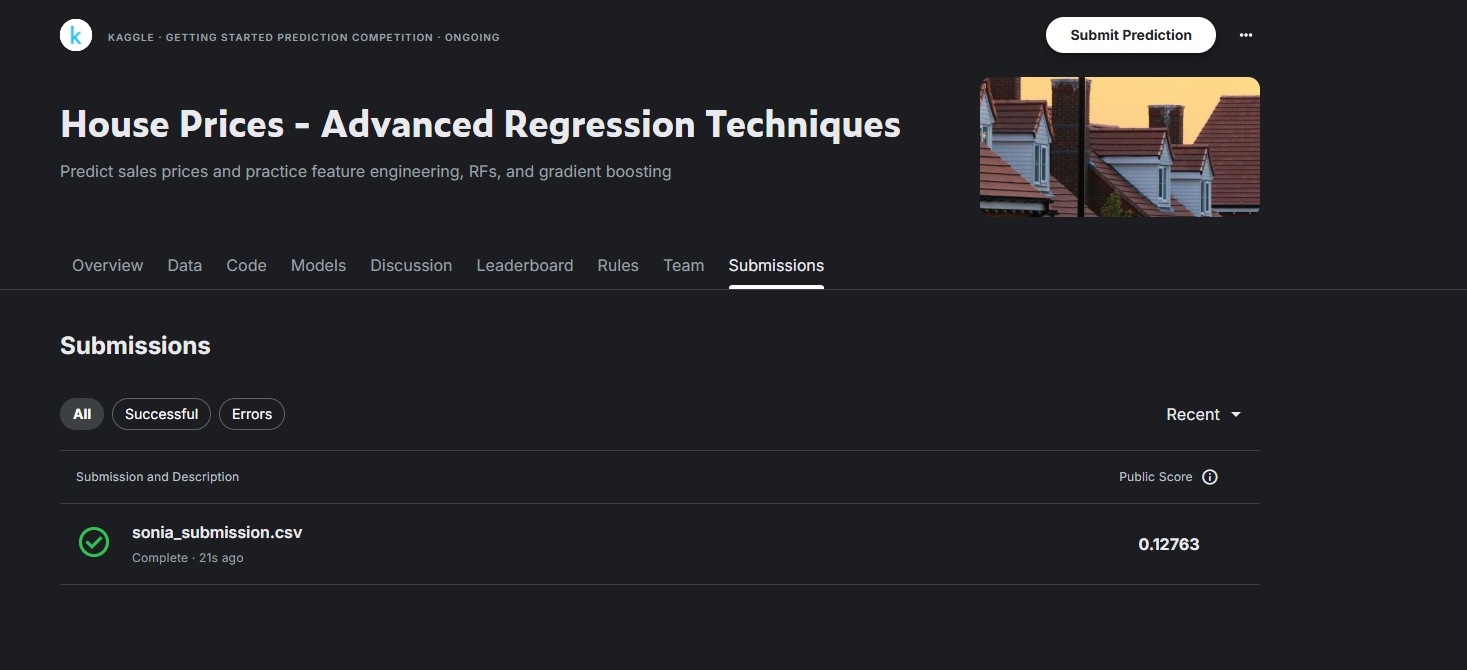 k
KAGGLE · GETTING STARTED PREDICTION COMPETITION · ONGOING
Submit Prediction
House Prices - Advanced Regression Techniques
Predict sales prices and practice feature engineering, RFs, and gradient boosting
Overview Data Code Models Discussion Leaderboard Rules Team Submissions
Submissions
All Successful Errors Recent
Submission and Description Public Score
sonia_submission.csv
Complete · 21s ago
0.12763